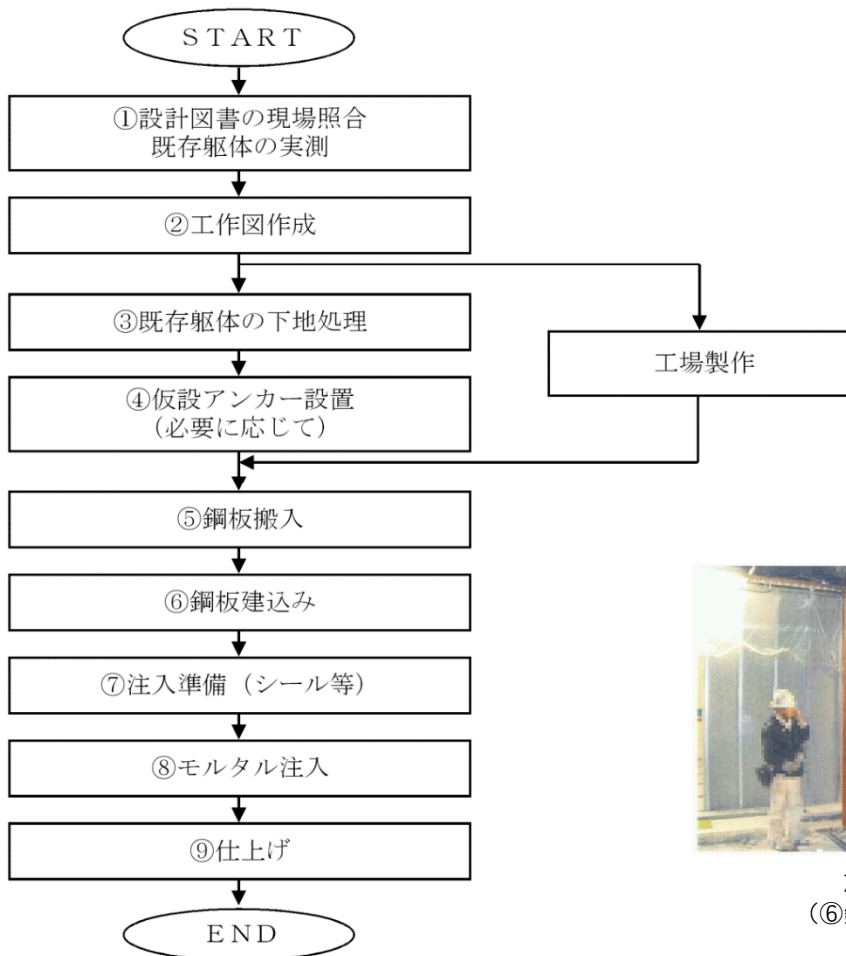 ＳＴＡＲＴ
①設計図書の現場照合
既存躯体の実測
②工作図作成
③既存躯体の下地処理
工場製作
④仮設アンカー設置
（必要に応じて）
⑤鋼板搬入
⑥鋼板建込み
⑦注入準備（シール等）
⑧モルタル注入
⑨仕上げ
（⑥
ＥＮＤ